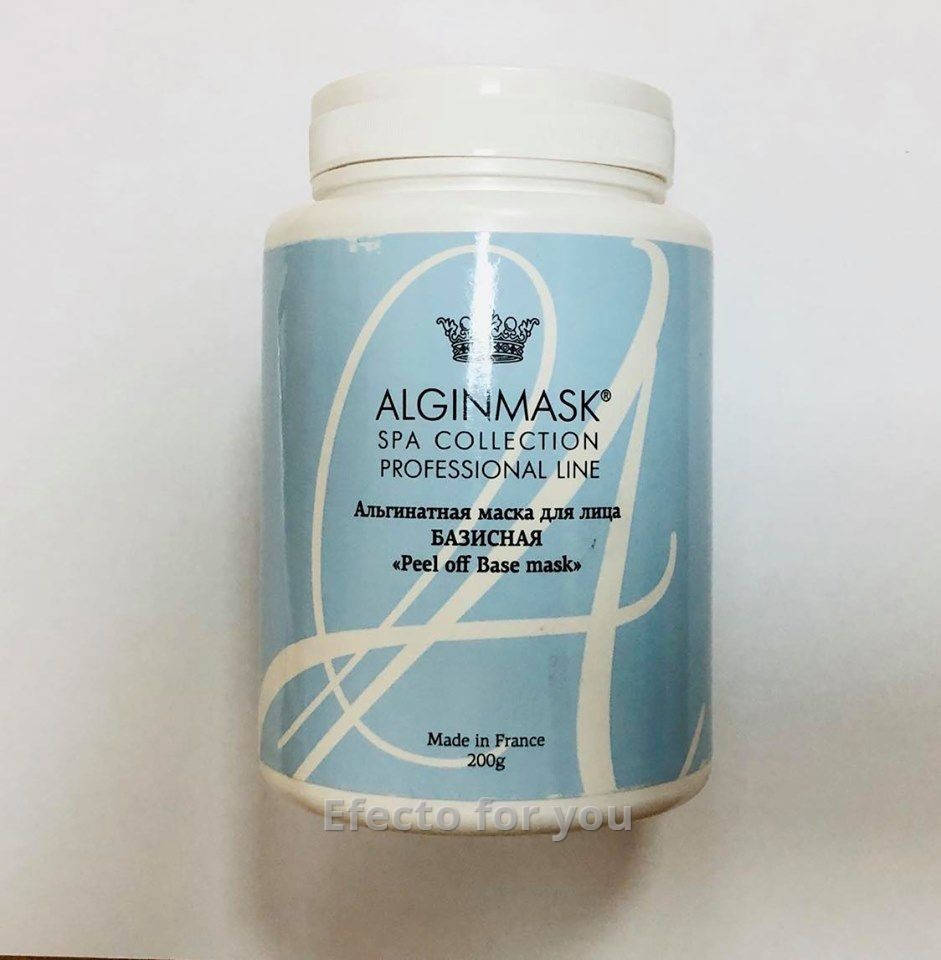 ALGINMASK®
SPA COLLECTION
PROFESSIONAL LINE
Альгинатная маска для лица
БАЗИСНАЯ
«Peel off Base mask»
Made in France
200g
Efecto for you